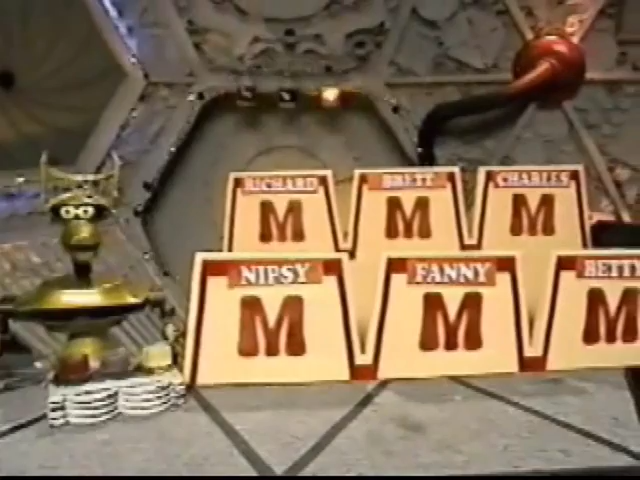 RICHARD BRETT CHARLES
M M M
NIPSY FANNY BETTY
M M M